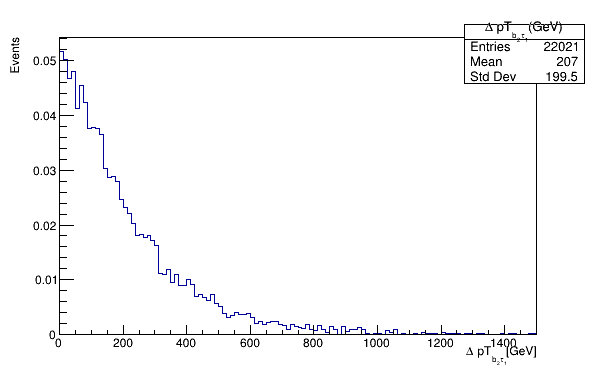 Δ pT_{b₂τ₁}(GeV)
Entries 22021
Mean 207
Std Dev 199.5
Events
0.05
0.04
0.03
0.02
0.01
0
0 200 400 600 800 1000 1200 1400
Δ pT_{b₂τ₁}[GeV]